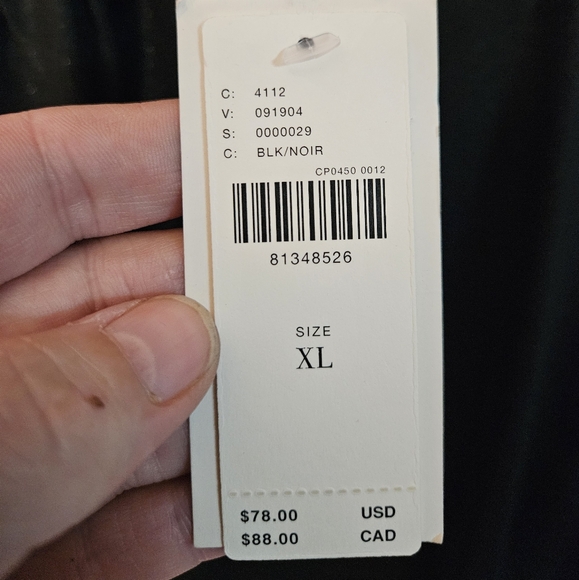 C: 4112
V: 091904
S: 0000029
C: BLK/NOIR
CP0450 0012
81348526
SIZE
XL
$78.00 USD
$88.00 CAD